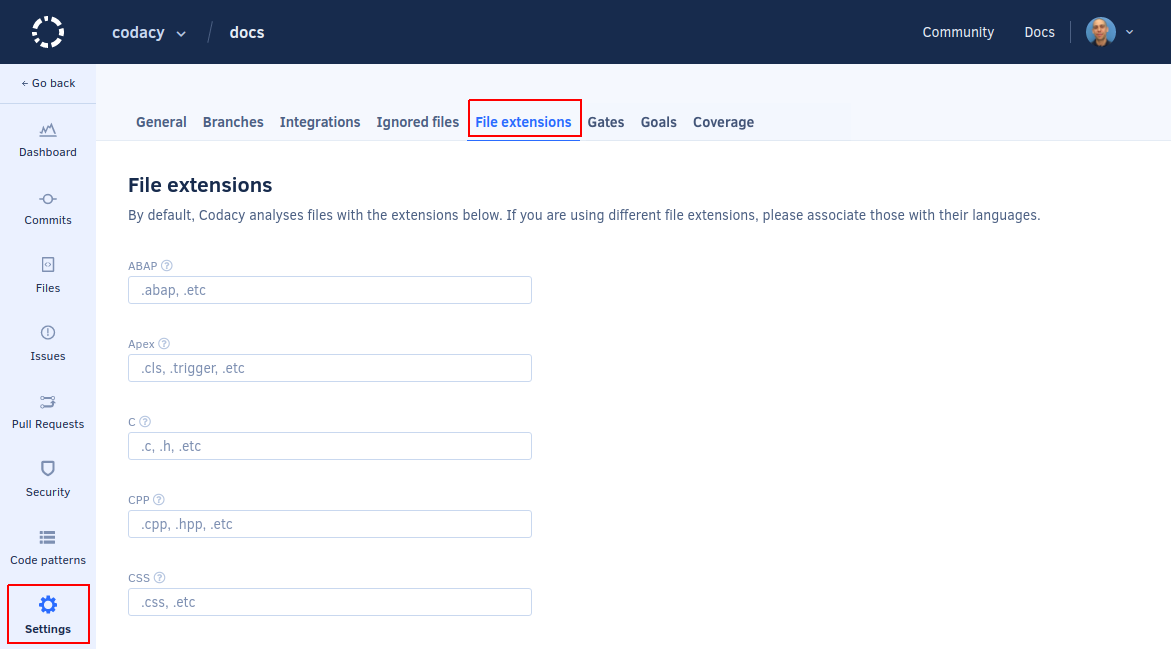 codacy / docs
Community Docs
← Go back
Dashboard
Commits
Files
Issues
Pull Requests
Security
Code patterns
Settings
General Branches Integrations Ignored files File extensions Gates Goals Coverage
File extensions
By default, Codacy analyses files with the extensions below. If you are using different file extensions, please associate those with their languages.
ABAP ?
.abap, .etc
Apex ?
.cls, .trigger, .etc
C ?
.c, .h, .etc
CPP ?
.cpp, .hpp, .etc
CSS ?
.css, .etc